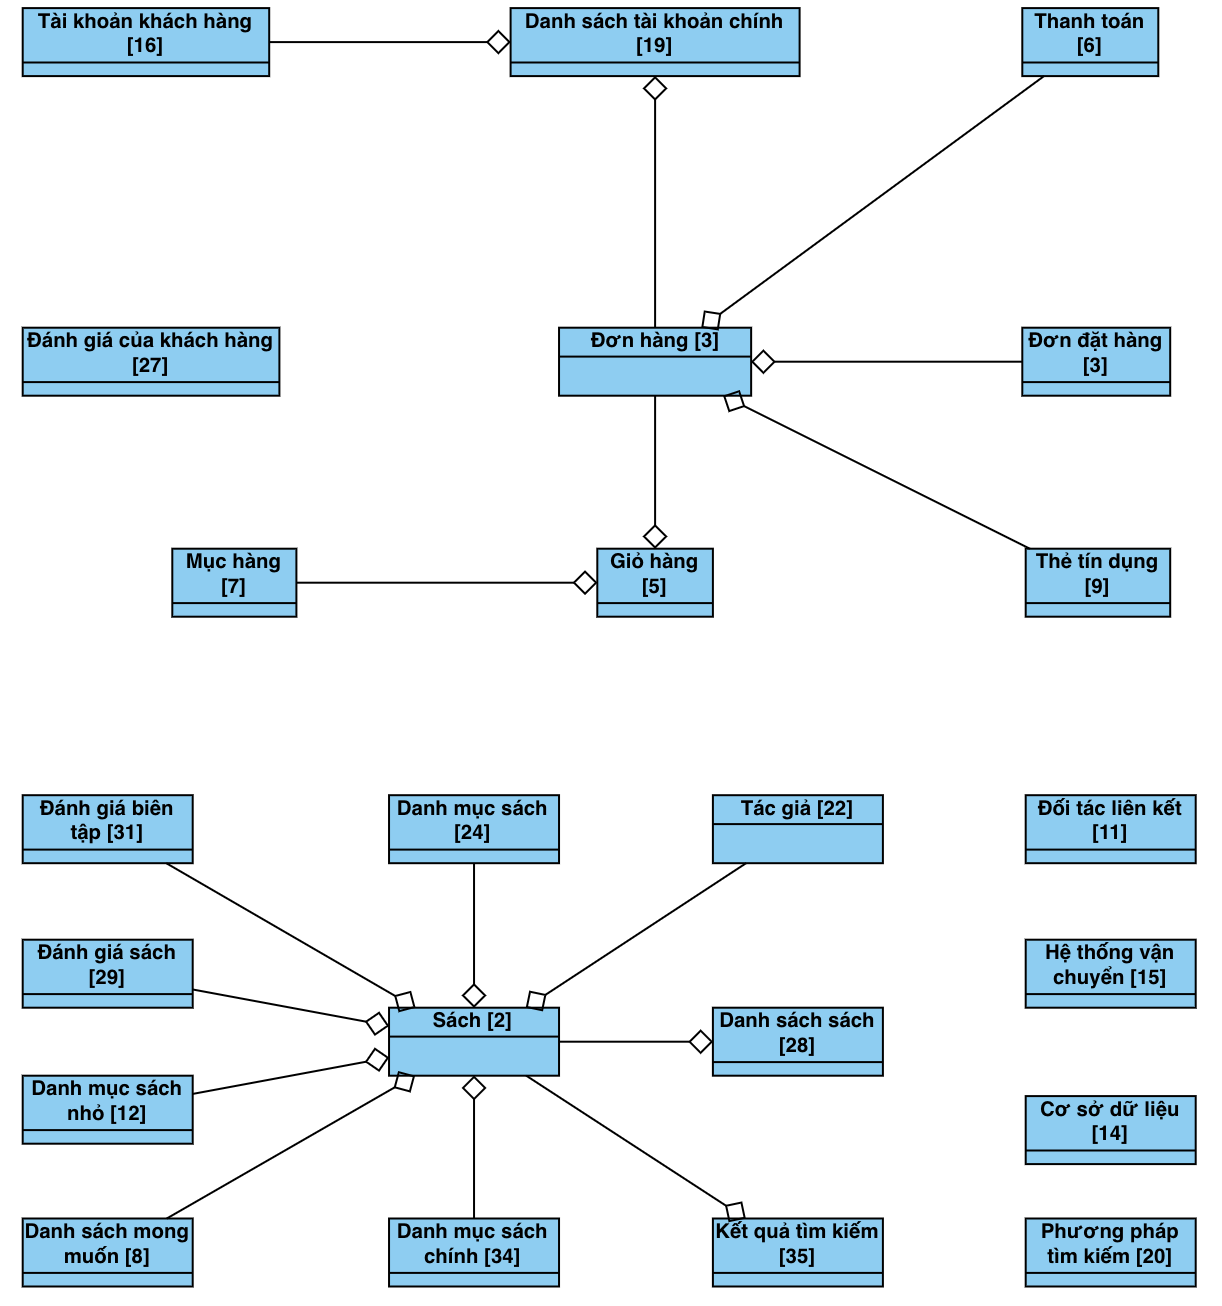 Tài khoản khách hàng
[16]
Danh sách tài khoản chính
[19]
Thanh toán
[6]
Đánh giá của khách hàng
[27]
Đơn hàng [3]
Đơn đặt hàng
[3]
Mục hàng
[7]
Giỏ hàng
[5]
Thẻ tín dụng
[9]
Đánh giá biên
tập [31]
Danh mục sách
[24]
Tác giả [22]
Đối tác liên kết
[11]
Đánh giá sách
[29]
Hệ thống vận
chuyển [15]
Sách [2]
Danh sách sách
[28]
Danh mục sách
nhỏ [12]
Cơ sở dữ liệu
[14]
Danh sách mong
muốn [8]
Danh mục sách
chính [34]
Kết quả tìm kiếm
[35]
Phương pháp
tìm kiếm [20]